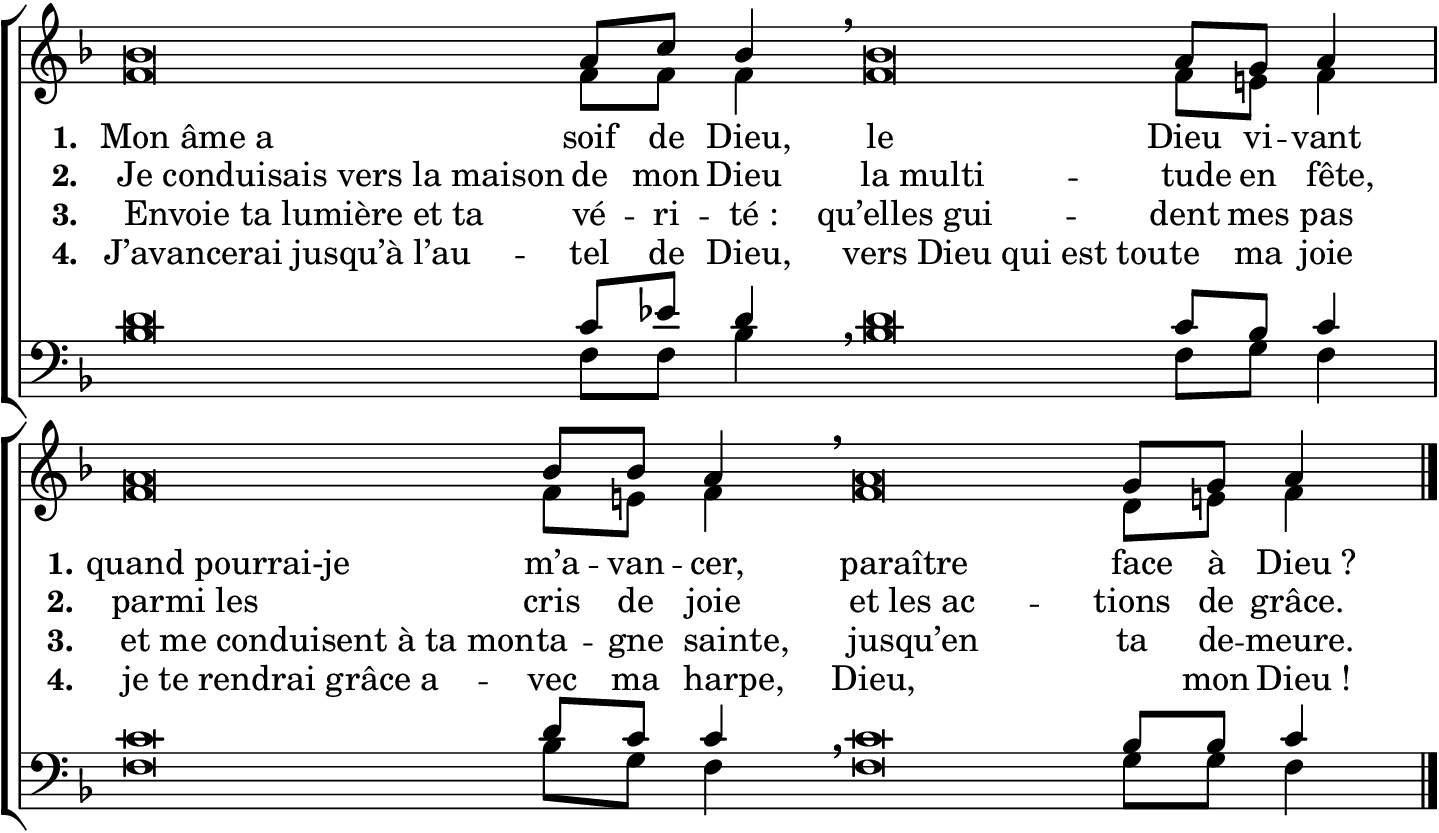 1. Mon âme a soif de Dieu, le Dieu vi – vant
2. Je conduisais vers la maison de mon Dieu la multi – tude en fête,
3. Envoie ta lumière et ta vé – ri – té : qu’elles gui – dent mes pas
4. J’avancerai jusqu’à l’au – tel de Dieu, vers Dieu qui est toute ma joie
1. quand pourrai-je m’a – van – cer, paraître face à Dieu ?
2. parmi les cris de joie et les ac – tions de grâce.
3. et me conduisent à ta monta – gne sainte, jusqu’en ta de – meure.
4. je te rendrai grâce a – vec ma harpe, Dieu, mon Dieu !